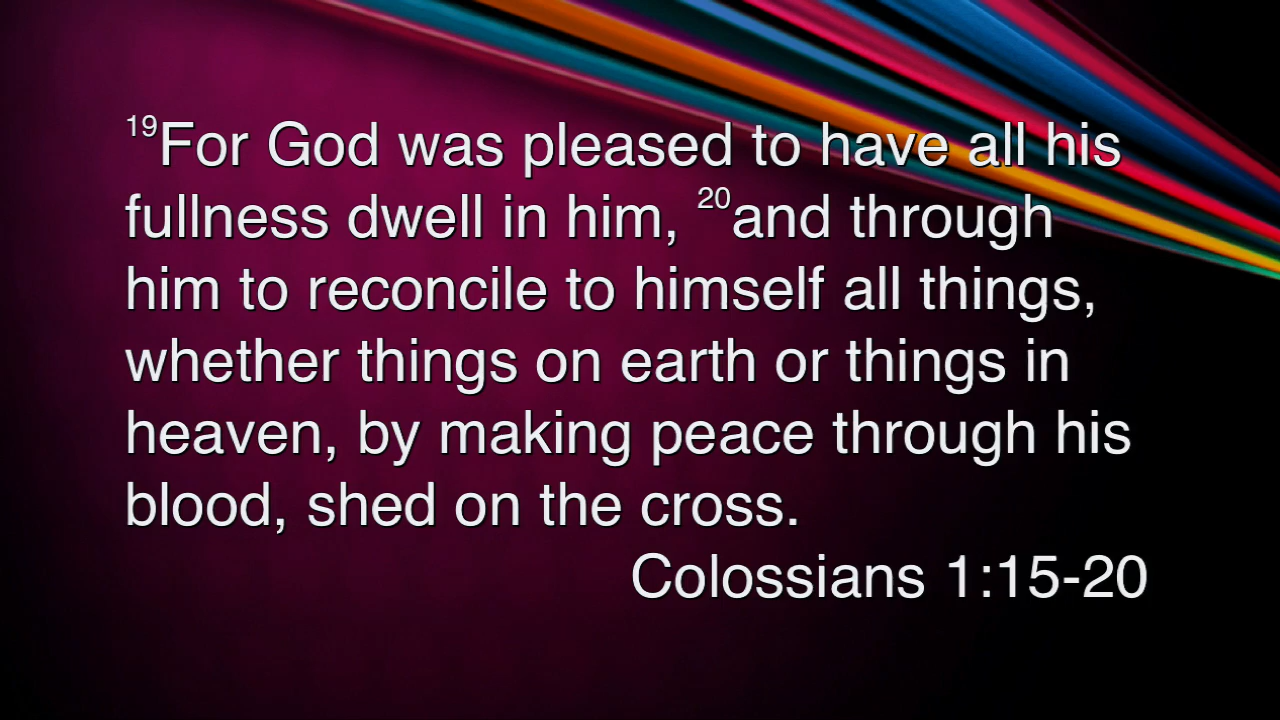 19For God was pleased to have all his
fullness dwell in him, 20and through
him to reconcile to himself all things,
whether things on earth or things in
heaven, by making peace through his
blood, shed on the cross.
Colossians 1:15-20